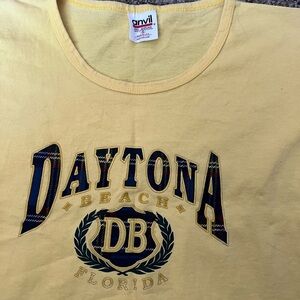 anvil
DAYTONA
BEACH
DB
FLORIDA